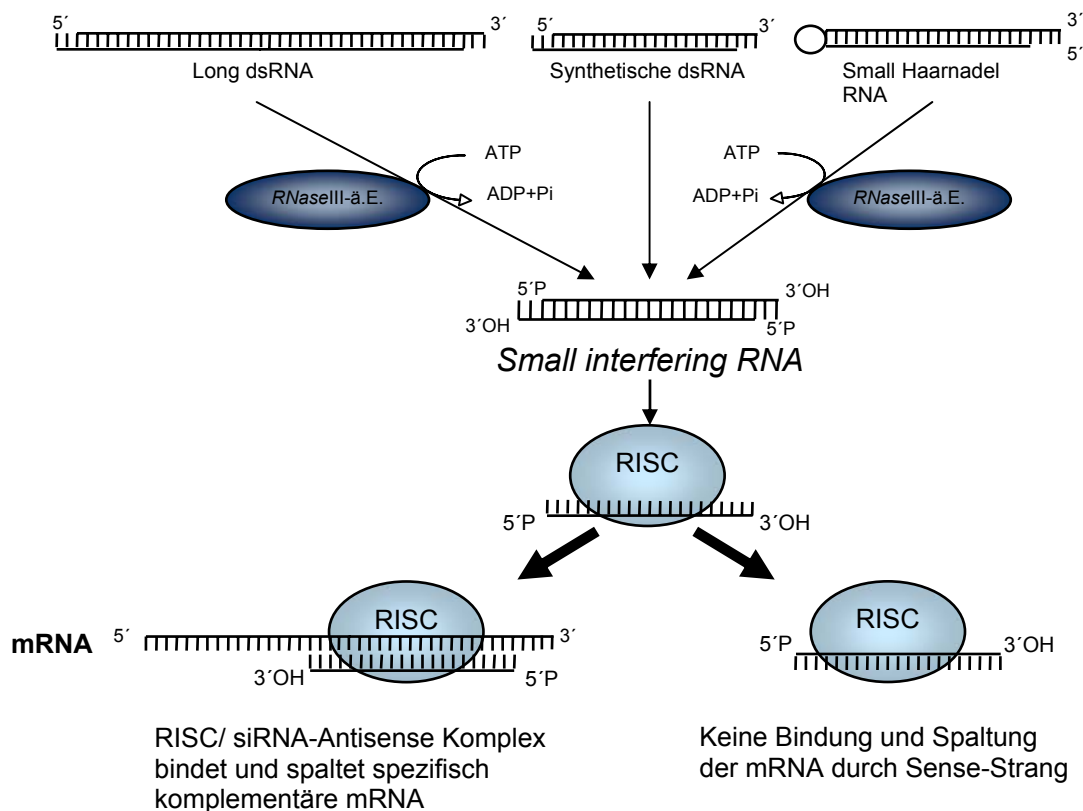 5´ 3´ 5´ 3´ 3´
5´
Long dsRNA
Synthetische dsRNA
Small Haarnadel
RNA
ATP
ADP+Pi
RNaseIII-ä.E.
ATP
ADP+Pi
RNaseIII-ä.E.
5´P
3´OH
3´OH
5´P
Small interfering RNA
RISC
5´P
3´OH
RISC
mRNA
5´
3´
3´OH
5´P
RISC
5´P
3´OH
RISC/ siRNA-Antisense Komplex
bindet und spaltet spezifisch
komplementäre mRNA
Keine Bindung und Spaltung
der mRNA durch Sense-Strang